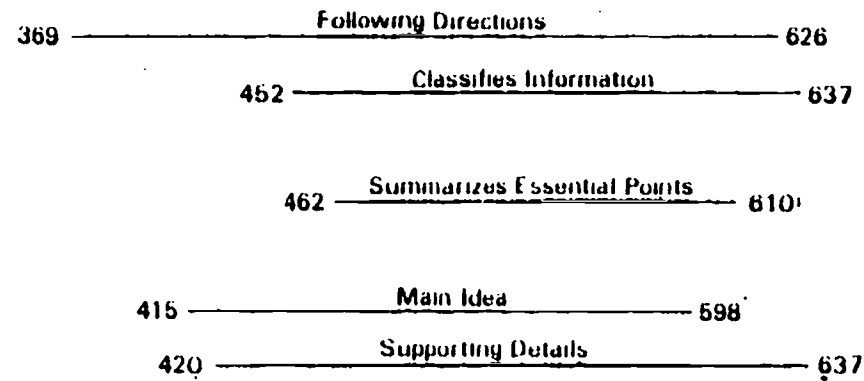 Following Directions
369 626
Classifies Information
452 637
Summarizes Essential Points
462 610
Main Idea
415 598
Supporting Details
420 637